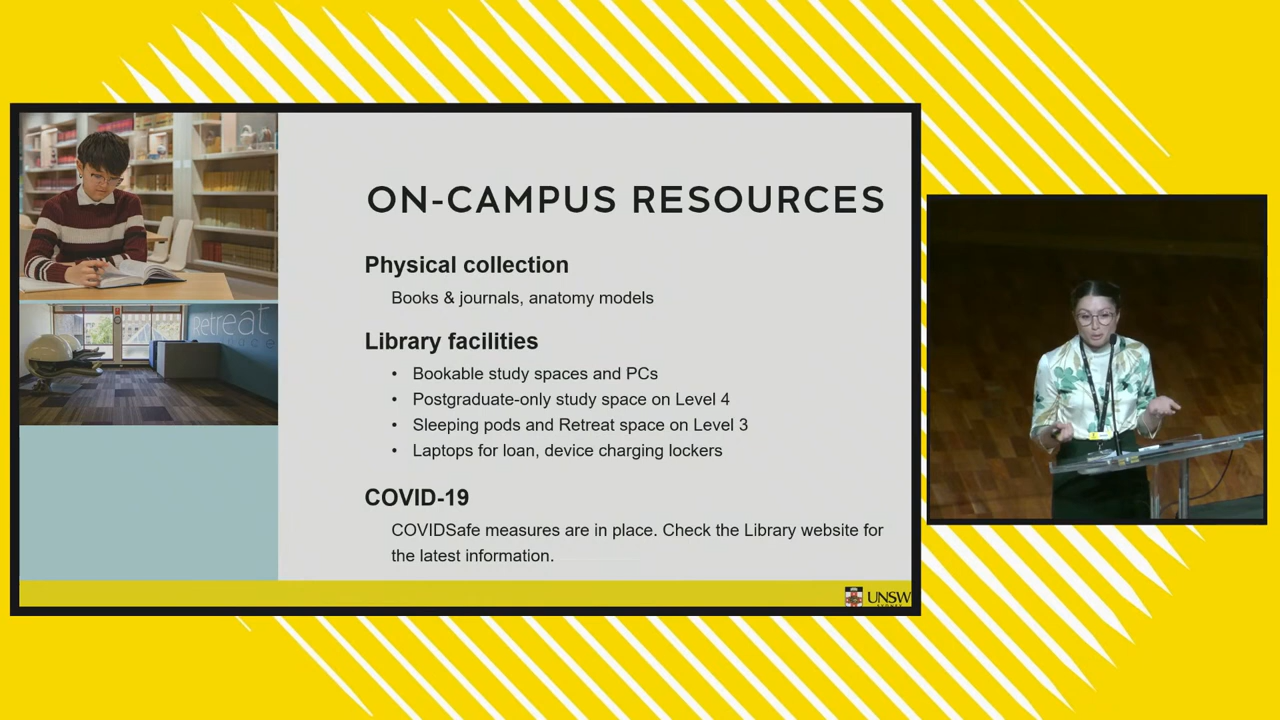 ON-CAMPUS RESOURCES
Physical collection
Books & journals, anatomy models
Library facilities
• Bookable study spaces and PCs
• Postgraduate-only study space on Level 4
• Sleeping pods and Retreat space on Level 3
• Laptops for loan, device charging lockers
COVID-19
COVIDSafe measures are in place. Check the Library website for
the latest information.
Retreat
space
UNSW
SYDNEY